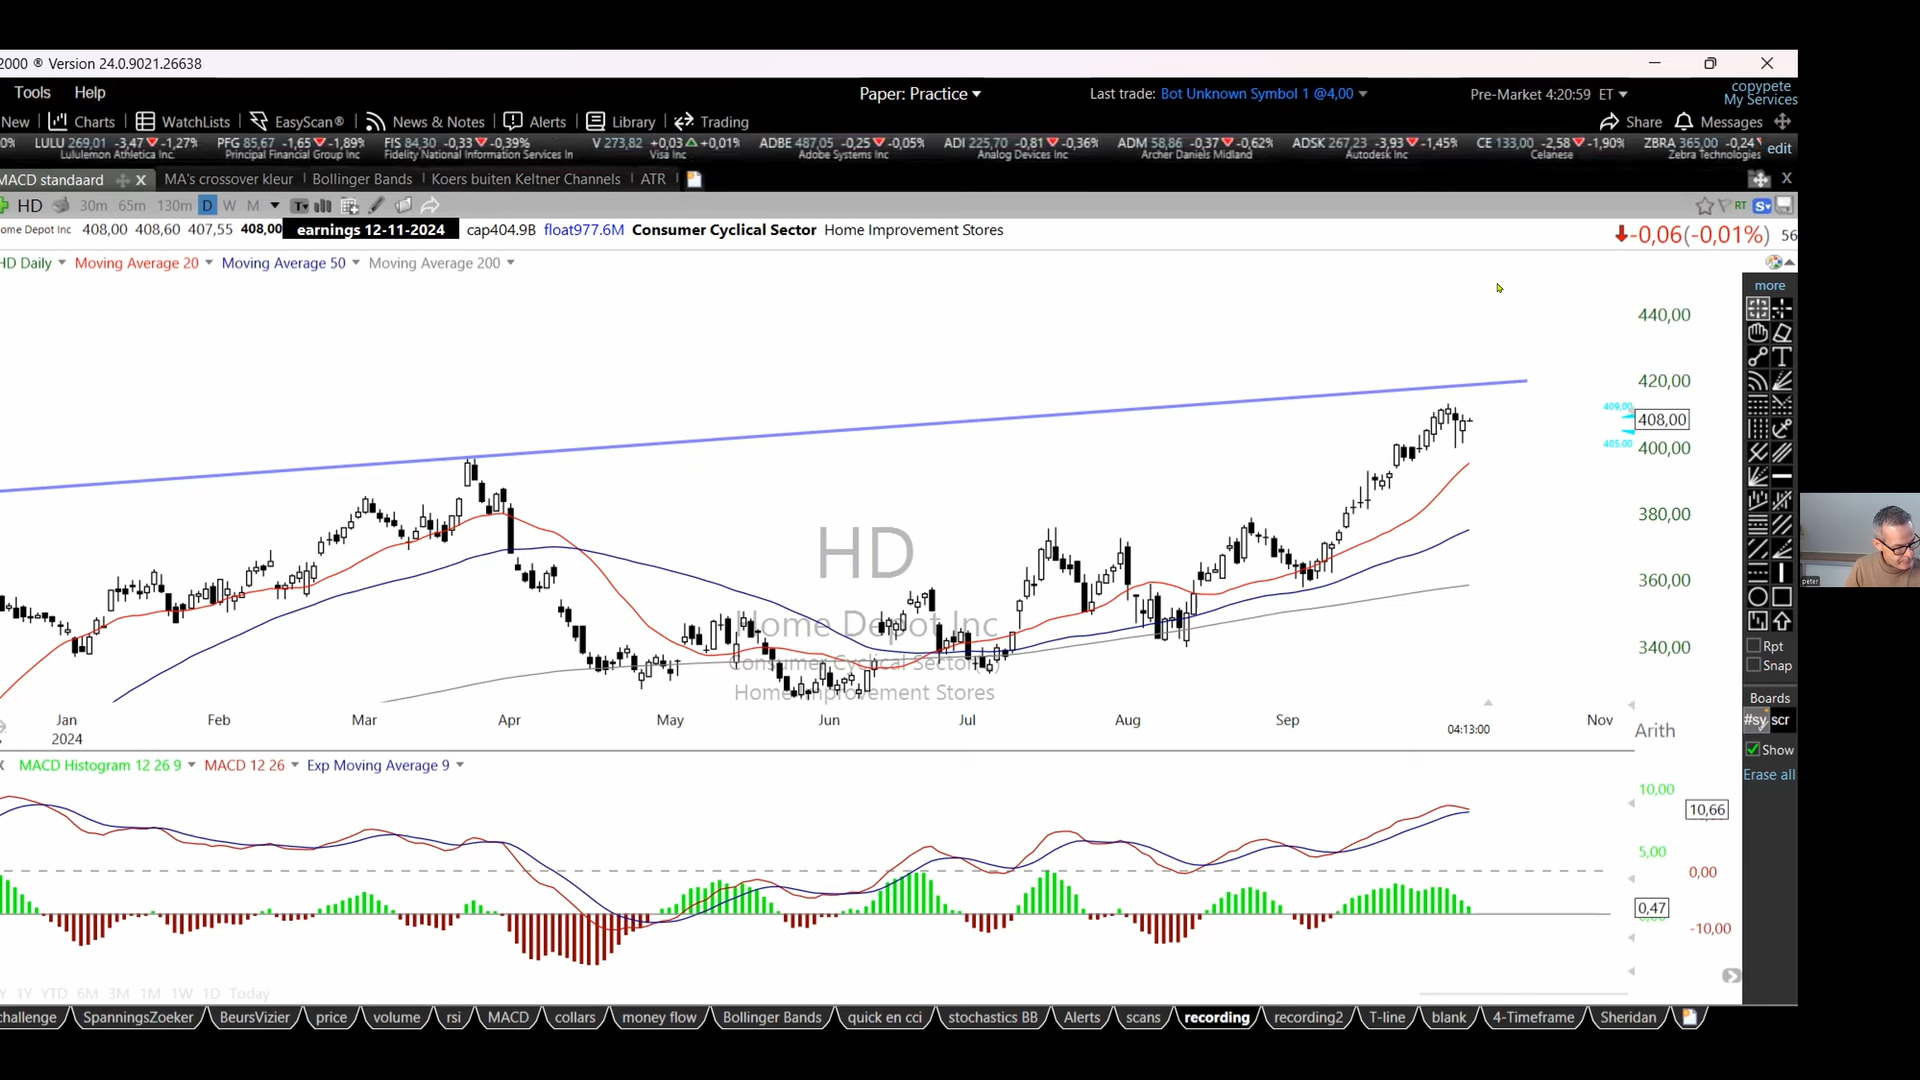 2000 ® Version 24.0.9021.26638
Tools Help Paper: Practice Last trade: Bot Unknown Symbol 1 @4,00 Pre-Market 4:20:59 ET copypete
My Services
New Charts WatchLists EasyScan® News & Notes Alerts Library Trading Share Messages
0% LULU 269,01 -3,47 -1,27% PFG 85,67 -1,65 -1,89% FIS 84,30 -0,33 -0,39% V 273,82 +0,03 +0,01% ADBE 487,05 -0,25 -0,05% ADI 225,70 -0,81 -0,36% ADM 58,86 -0,37 -0,62% ADSK 267,23 -3,93 -1,45% CE 133,00 -2,58 -1,90% ZBRA 365,00 -0,24 edit
Lululemon Athletica Inc. Principal Financial Group Inc Fidelity National Information Services In Visa Inc Adobe Systems Inc Analog Devices Inc Archer Daniels Midland Autodesk Inc Celanese Zebra Technologies
MACD standaard X MA's crossover kleur Bollinger Bands Koers buiten Keltner Channels ATR X
HD 30m 65m 130m D W M RT S
ome Depot Inc 408,00 408,60 407,55 408,00 earnings 12-11-2024 cap404.9B float977.6M Consumer Cyclical Sector Home Improvement Stores -0,06(-0,01%) 56
HD Daily Moving Average 20 Moving Average 50 Moving Average 200
more
440,00
420,00
409,00
408,00
405,00
400,00
380,00
360,00
340,00
HD
Home Depot Inc
Consumer Cyclical Sector
Home Improvement Stores
peter
Rpt
Snap
Boards
#sy scr
Show
Erase all
Jan Feb Mar Apr May Jun Jul Aug Sep Nov
2024 04:13:00 Arith
X MACD Histogram 12 26 9 MACD 12 26 Exp Moving Average 9
10,00
10,66
5,00
0,00
0,47
-10,00
Y 1Y YTD 6M 3M 1M 1W 1D Today
challenge SpanningsZoeker BeursVizier price volume rsi MACD collars money flow Bollinger Bands quick en cci stochastics BB Alerts scans recording recording2 T-line blank 4-Timeframe Sheridan